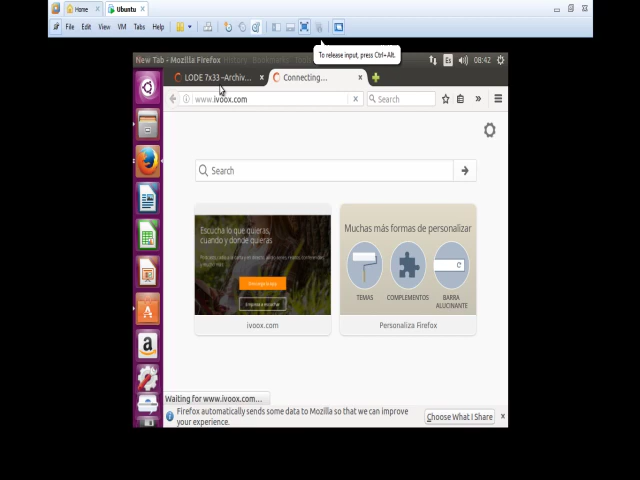 Home
Ubuntu
File Edit View VM Tabs Help
To release input, press Ctrl+Alt.
New Tab - Mozilla Firefox
Es
08:42
LODE 7x33 -Archiv...
Connecting...
www.ivoox.com
Search
Search
Escucha lo que quieras,
cuando y donde quieras
ivoox.com
Muchas más formas de personalizar
TEMAS
COMPLEMENTOS
BARRA
ALUCINANTE
Personaliza Firefox
Waiting for www.ivoox.com...
Firefox automatically sends some data to Mozilla so that we can improve
your experience.
Choose What I Share